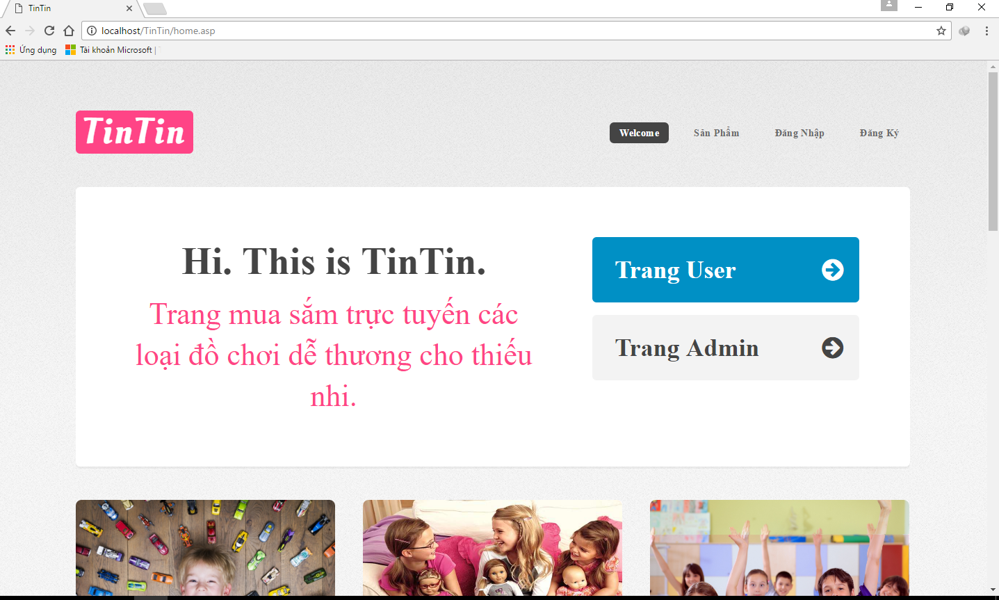 TinTin
localhost/TinTin/home.asp
Ứng dụng
Tài khoản Microsoft |
TinTin
Welcome
Sản Phẩm
Đăng Nhập
Đăng Ký
Hi. This is TinTin.
Trang mua sắm trực tuyến các
loại đồ chơi dễ thương cho thiếu
nhi.
Trang User
Trang Admin